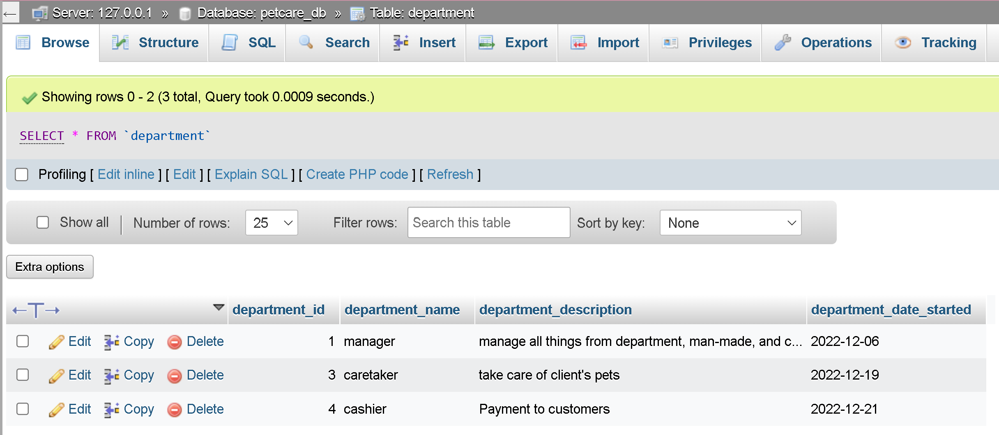 ← Server: 127.0.0.1 » Database: petcare_db » Table: department
Browse Structure SQL Search Insert Export Import Privileges Operations Tracking
Showing rows 0 - 2 (3 total, Query took 0.0009 seconds.)
SELECT * FROM `department`
Profiling [ Edit inline ] [ Edit ] [ Explain SQL ] [ Create PHP code ] [ Refresh ]
Show all | Number of rows: 25 Filter rows: Search this table Sort by key: None
Extra options
←T→ department_id department_name department_description department_date_started
Edit Copy Delete 1 manager manage all things from department, man-made, and c... 2022-12-06
Edit Copy Delete 3 caretaker take care of client's pets 2022-12-19
Edit Copy Delete 4 cashier Payment to customers 2022-12-21